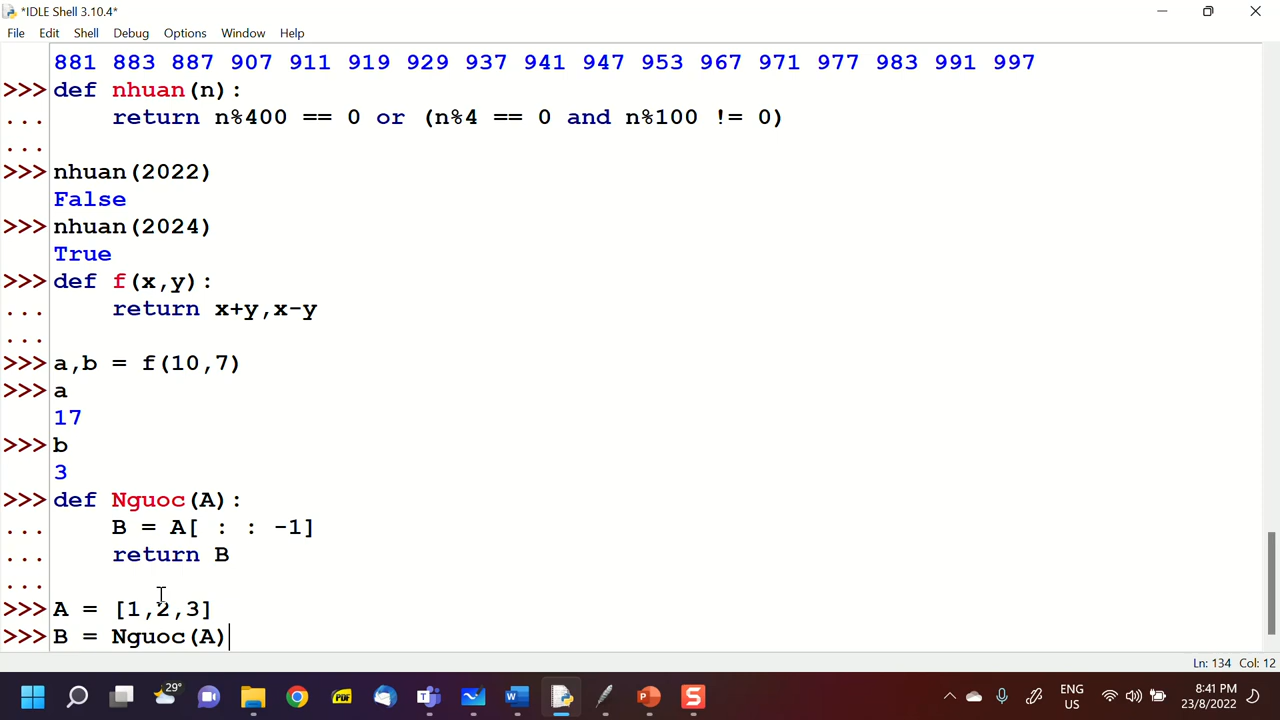 *IDLE Shell 3.10.4*
File Edit Shell Debug Options Window Help
881 883 887 907 911 919 929 937 941 947 953 967 971 977 983 991 997
>>> def nhuan(n):
... return n%400 == 0 or (n%4 == 0 and n%100 != 0)
...
>>> nhuan(2022)
False
>>> nhuan(2024)
True
>>> def f(x,y):
... return x+y,x-y
...
>>> a,b = f(10,7)
>>> a
17
>>> b
3
>>> def Nguoc(A):
... B = A[ : : -1]
... return B
...
>>> A = [1,2,3]
>>> B = Nguoc(A)
Ln: 134 Col: 12
29°
PDF
W
P
S
ENG
US
8:41 PM
23/8/2022